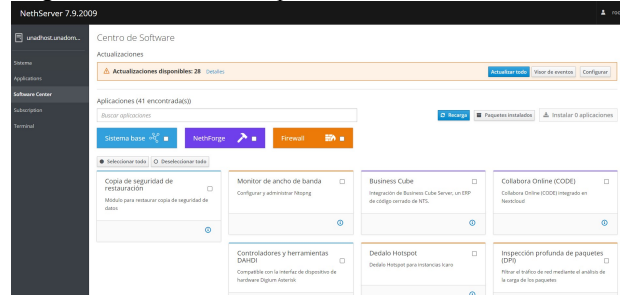 NethServer 7.9.2009
unadhost.unadom...
Sistema
Applications
Software Center
Subscription
Terminal
Centro de Software
Actualizaciones
Actualizaciones disponibles: 28 Detalles
Actualizar todo
Visor de eventos
Configurar
Aplicaciones (41 encontrada(s))
Buscar aplicaciones
Recarga
Paquetes instalados
Instalar 0 aplicaciones
Sistema base
NethForge
Firewall
Seleccionar todo
Deseleccionar todo
Copia de seguridad de
restauración
Módulo para restaurar copia de seguridad de
datos
Monitor de ancho de banda
Configurar y administrar Ntopng
Business Cube
Integración de Business Cube Server, un ERP
de código cerrado de NTS.
Collabora Online (CODE)
Collabora Online (CODE) integrado en
Nextcloud
Controladores y herramientas
DAHDI
Compatible con la interfaz de dispositivo de
hardware Digium Asterisk
Dedalo Hotspot
Dedalo Hotspot para instancias Icaro
Inspección profunda de paquetes
(DPI)
Filtrar el tráfico de red mediante el análisis de
la carga de los paquetes